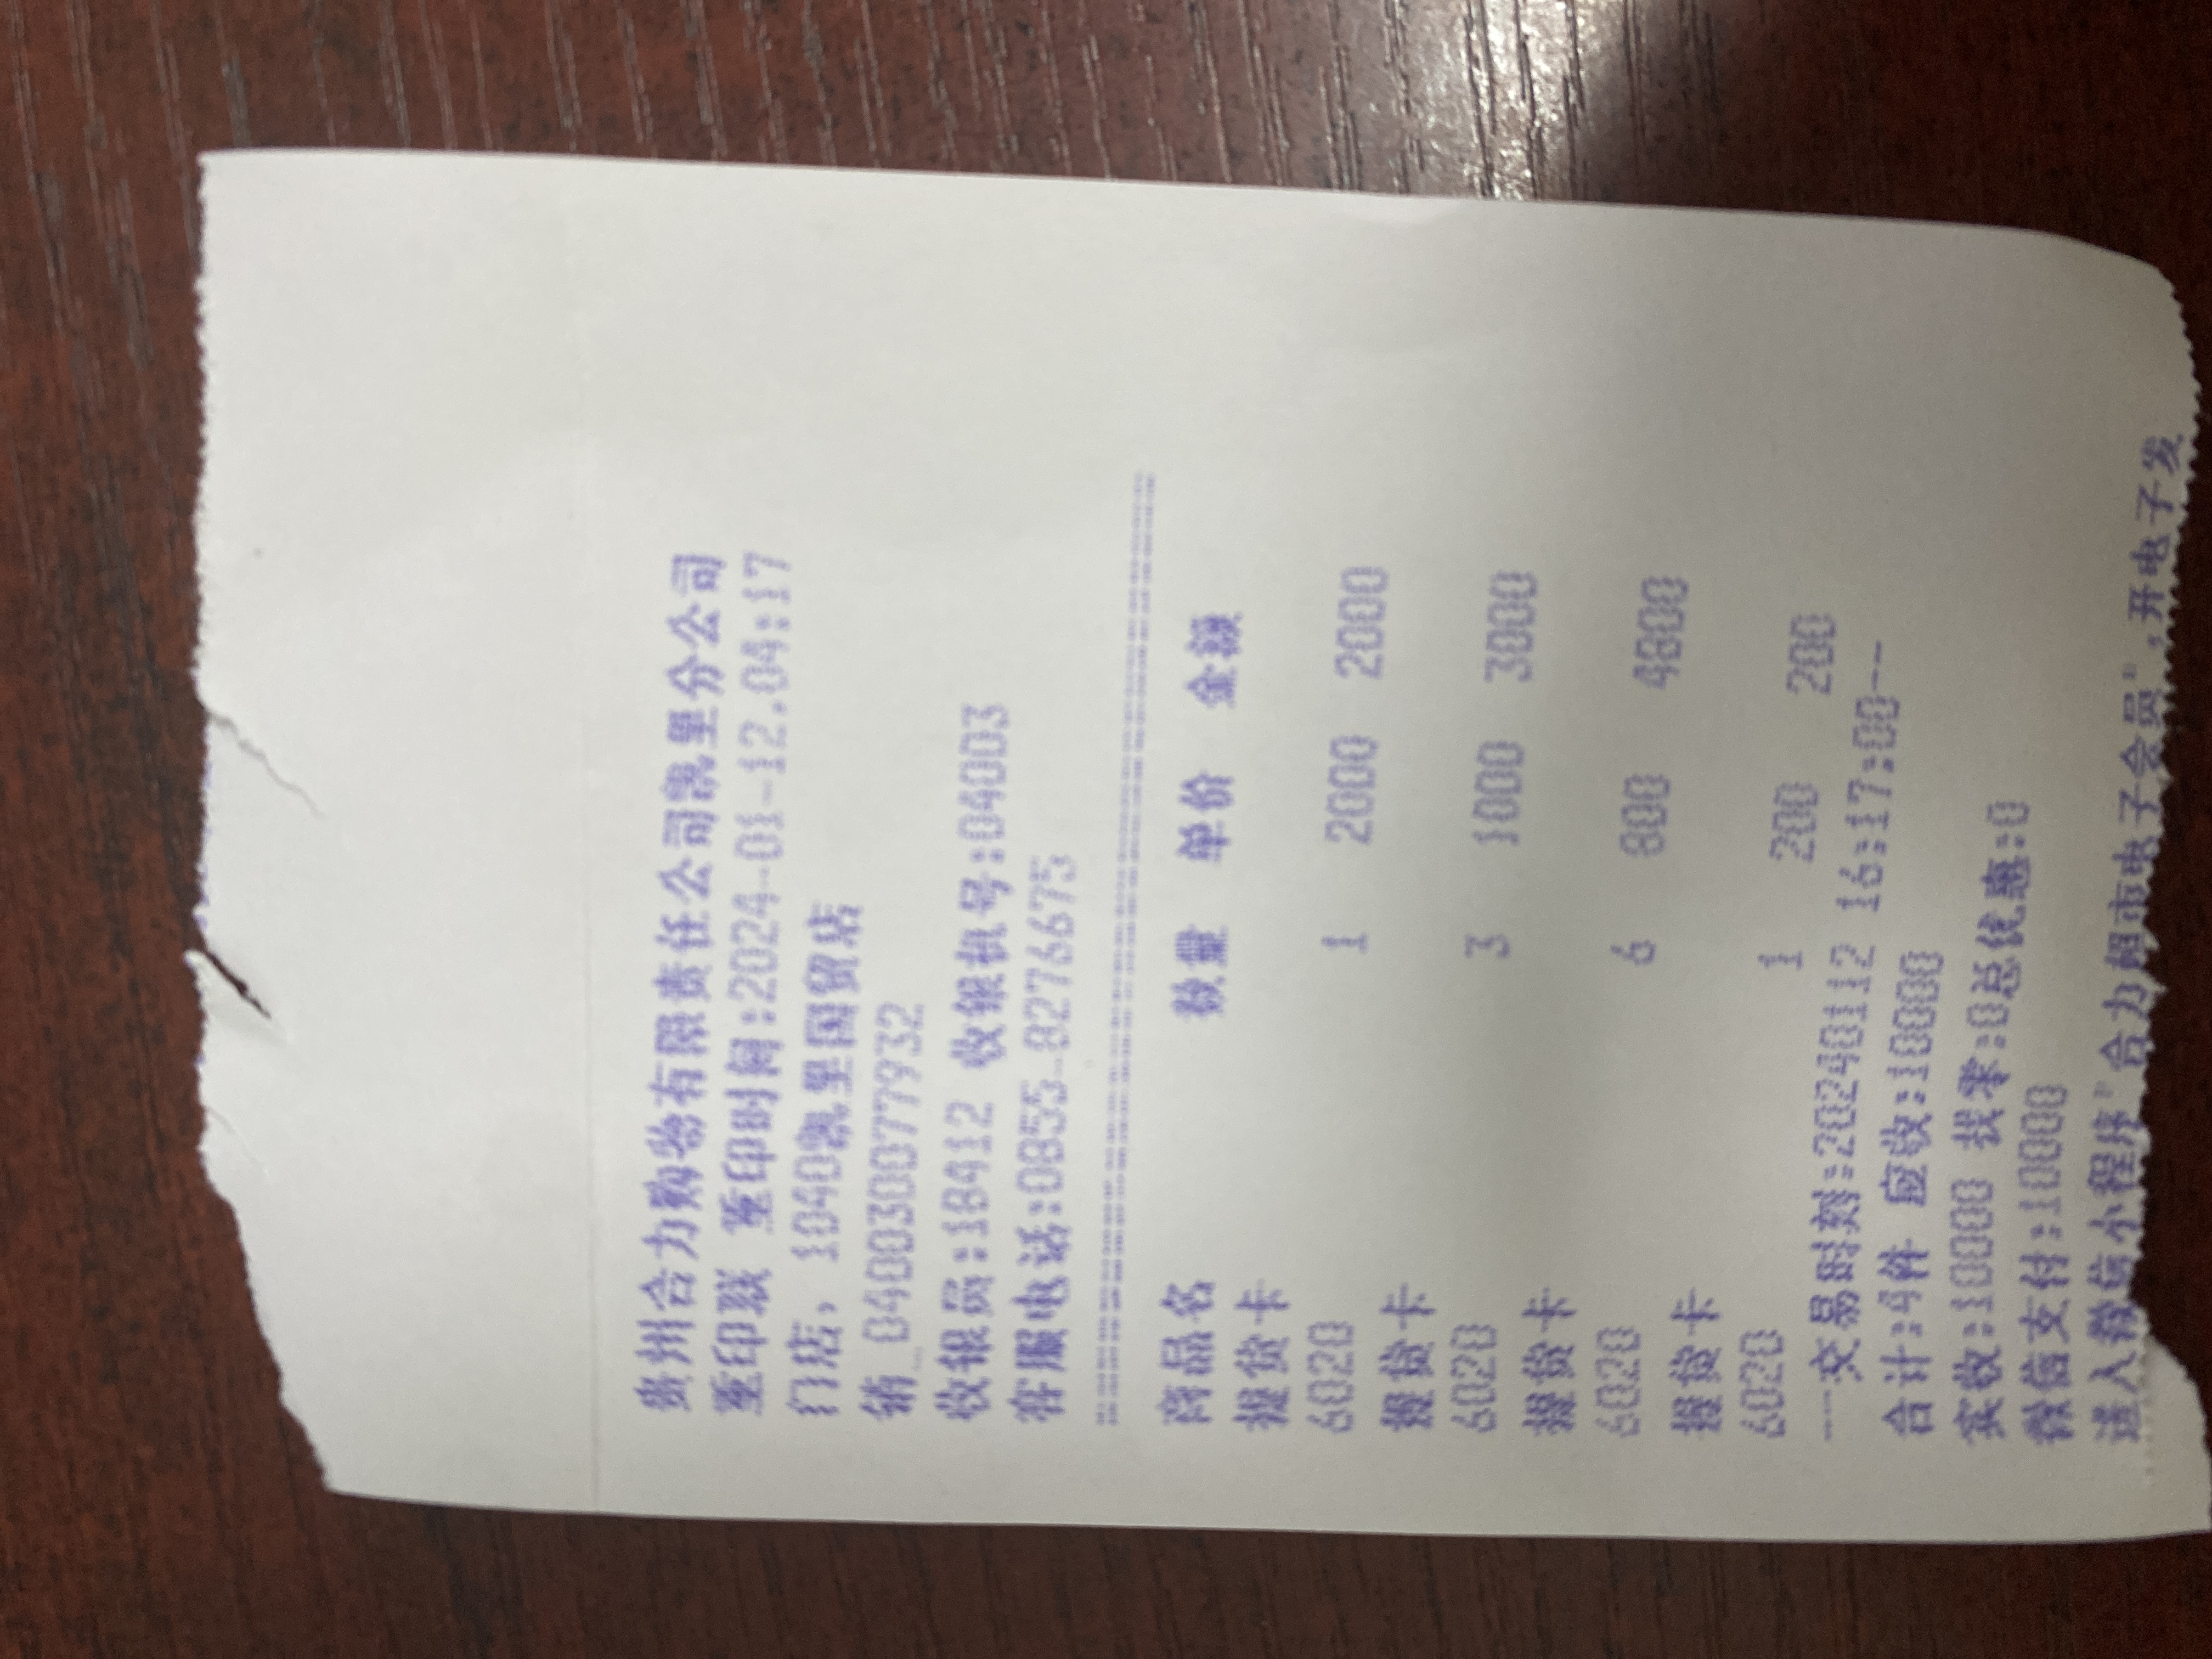 贵州合力购物有限责任公司凯里分公司
重印联 重印时间:2024-01-12.04:17
门店, 1040凯里国贸店
销_040030077932
收银员:18412 收银机号:04003
客服电话:0855-8276675
================================
商品名 数量 单价 金额
提货卡
6020 1 2000 2000
提货卡
6020 3 1000 3000
提货卡
6020 6 800 4800
提货卡
6020 1 200 200
---交易时刻:20240112 16:17:00--
合计:4件 应收:10000
实收:10000 找零:0总优惠:0
微信支付:10000
进入微信小程序"合力超市电子会员",开电子发